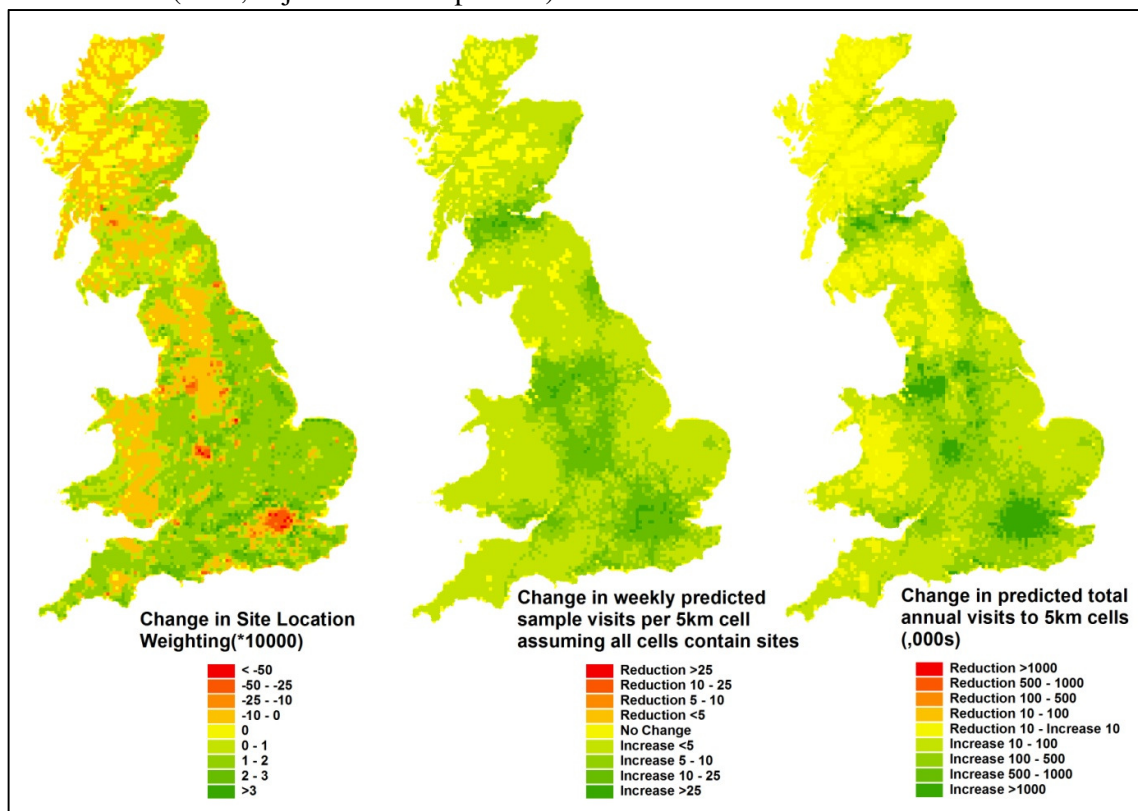 Change in Site Location
Weighting(*10000)
< -50
-50 - -25
-25 - -10
-10 - 0
0
0 - 1
1 - 2
2 - 3
>3
Change in weekly predicted
sample visits per 5km cell
assuming all cells contain sites
Reduction >25
Reduction 10 - 25
Reduction 5 - 10
Reduction <5
No Change
Increase <5
Increase 5 - 10
Increase 10 - 25
Increase >25
Change in predicted total
annual visits to 5km cells
(,000s)
Reduction >1000
Reduction 500 - 1000
Reduction 100 - 500
Reduction 10 - 100
Reduction 10 - Increase 10
Increase 10 - 100
Increase 100 - 500
Increase 500 - 1000
Increase >1000